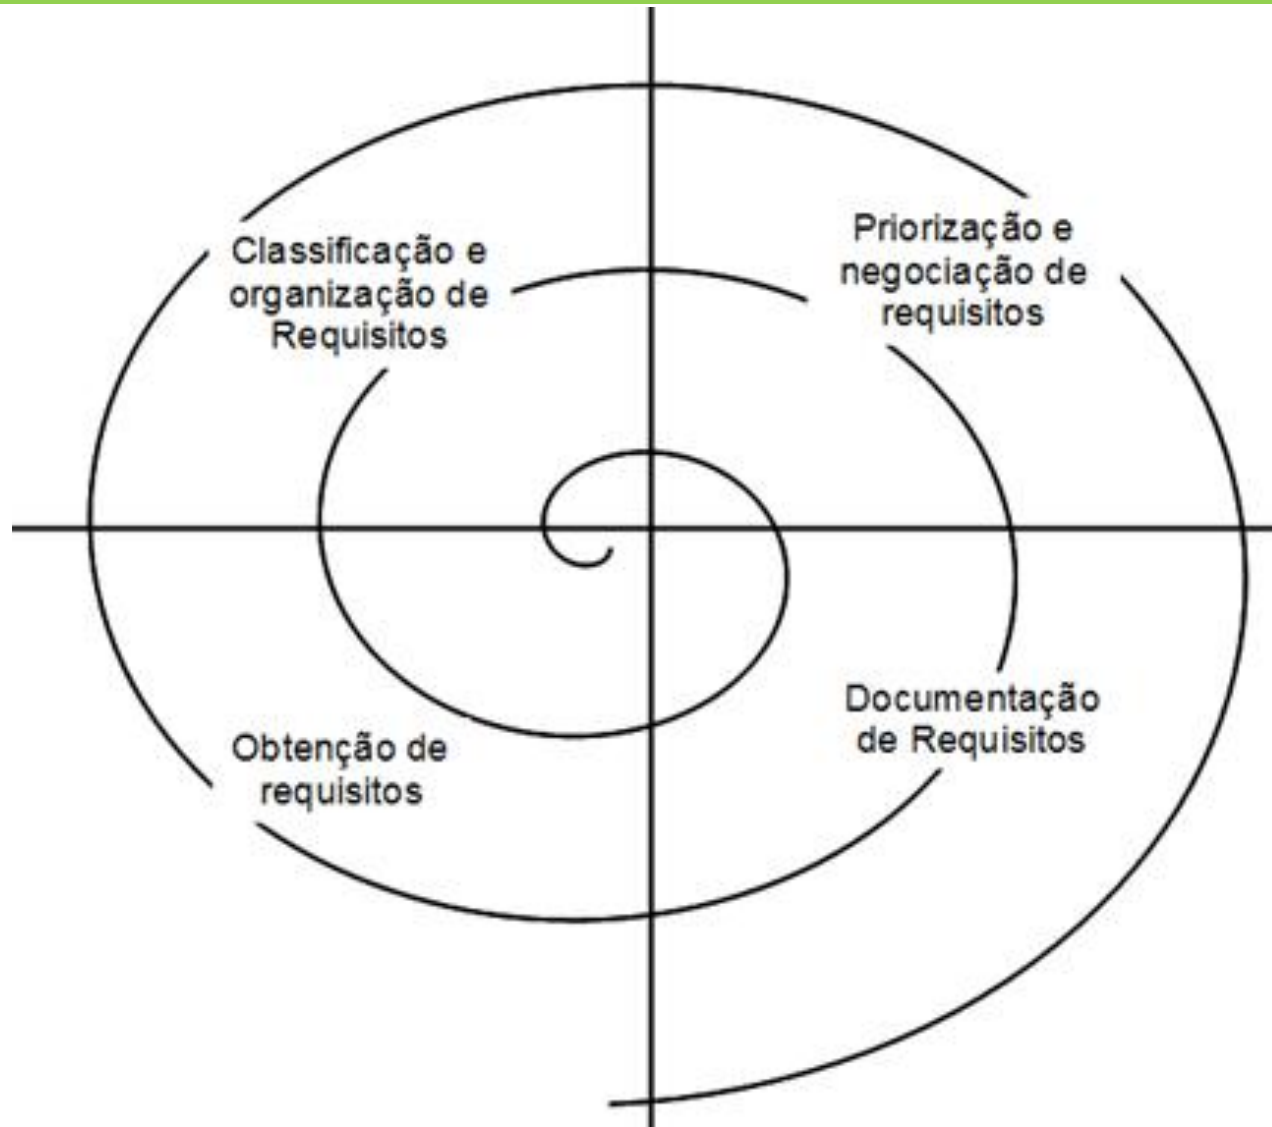 Classificação e
organização de
Requisitos
Priorização e
negociação de
requisitos
Obtenção de
requisitos
Documentação
de Requisitos